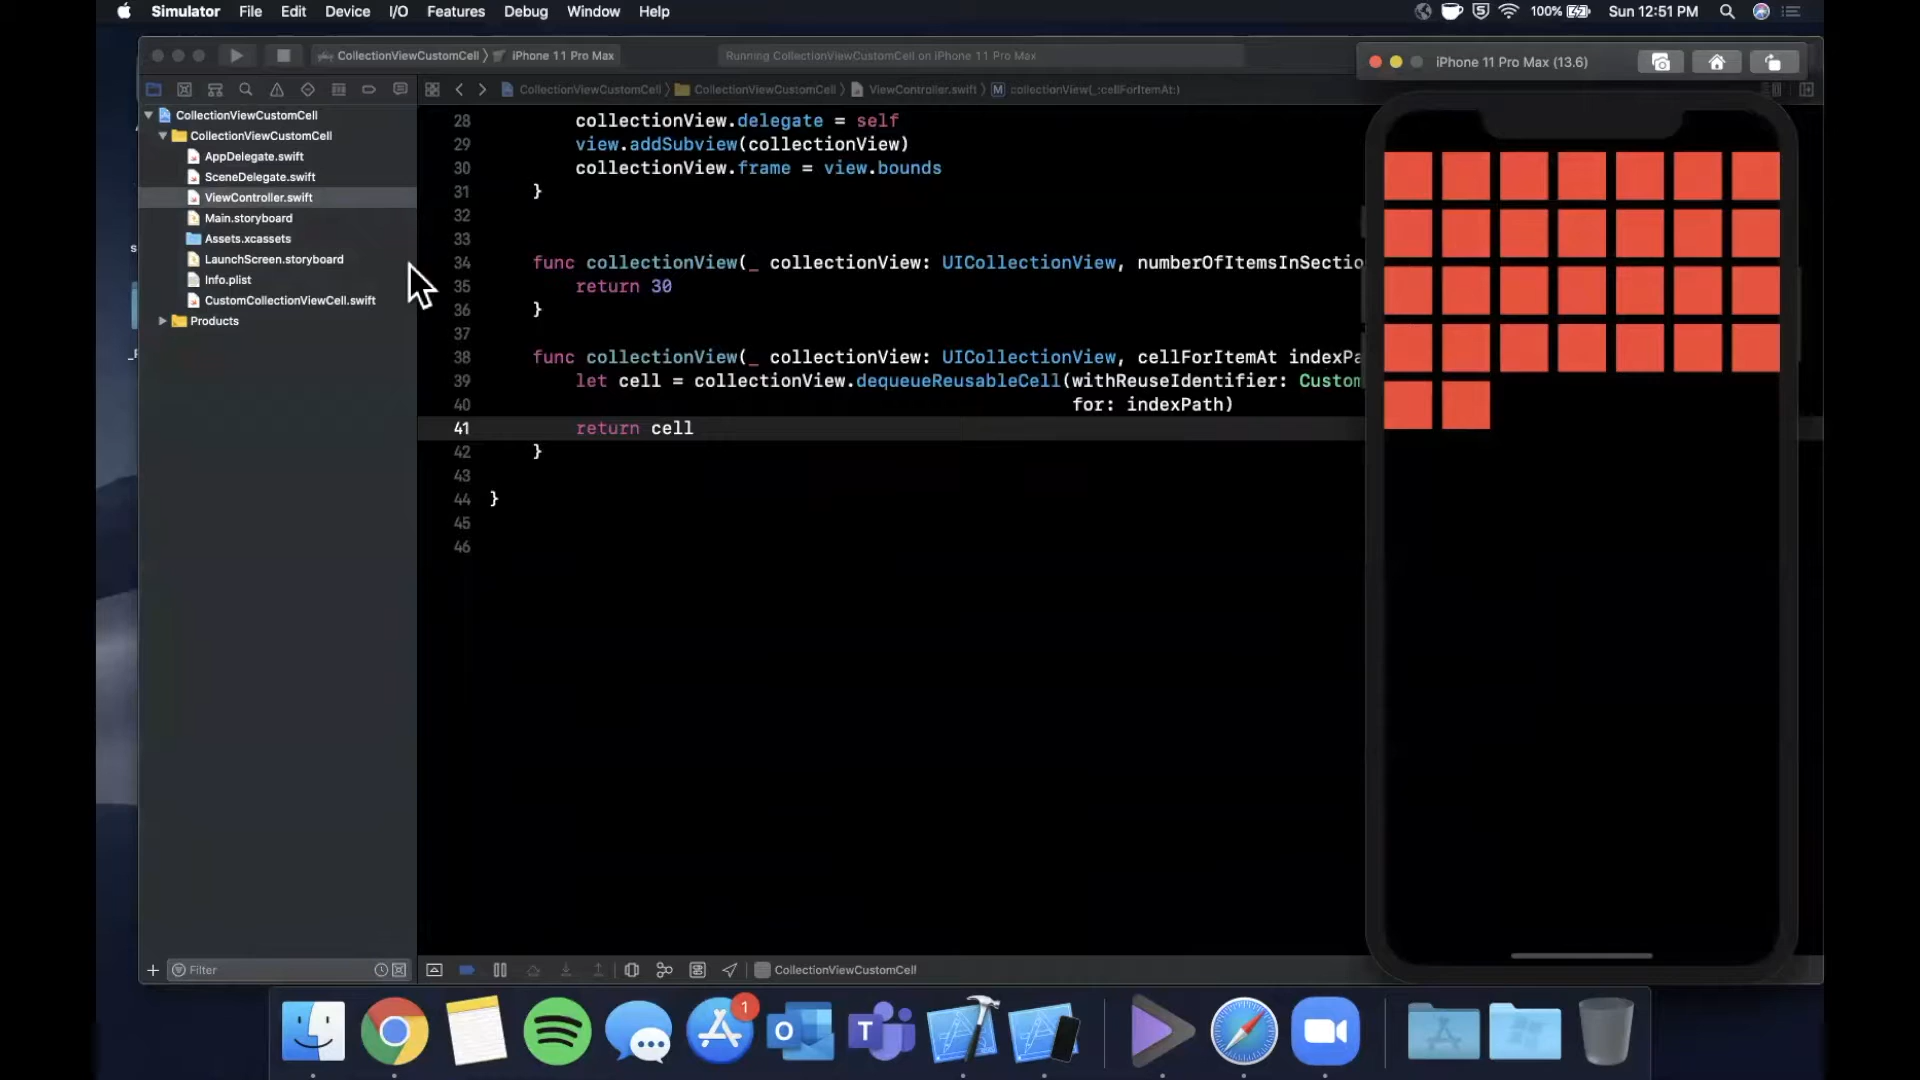 Simulator File Edit Device I/O Features Debug Window Help 100% Sun 12:51 PM
CollectionViewCustomCell iPhone 11 Pro Max Running CollectionViewCustomCell on iPhone 11 Pro Max
iPhone 11 Pro Max (13.6)
CollectionViewCustomCell CollectionViewCustomCell ViewController.swift M collectionView(_:cellForItemAt:)
CollectionViewCustomCell
CollectionViewCustomCell
AppDelegate.swift
SceneDelegate.swift
ViewController.swift
Main.storyboard
Assets.xcassets
LaunchScreen.storyboard
Info.plist
CustomCollectionViewCell.swift
Products
28 collectionView.delegate = self
29 view.addSubview(collectionView)
30 collectionView.frame = view.bounds
31 }
32
33
34 func collectionView(_ collectionView: UICollectionView, numberOfItemsInSectio
35 return 30
36 }
37
38 func collectionView(_ collectionView: UICollectionView, cellForItemAt indexPa
39 let cell = collectionView.dequeueReusableCell(withReuseIdentifier: Custom
40 for: indexPath)
41 return cell
42 }
43
44 }
45
46
Filter
CollectionViewCustomCell
1